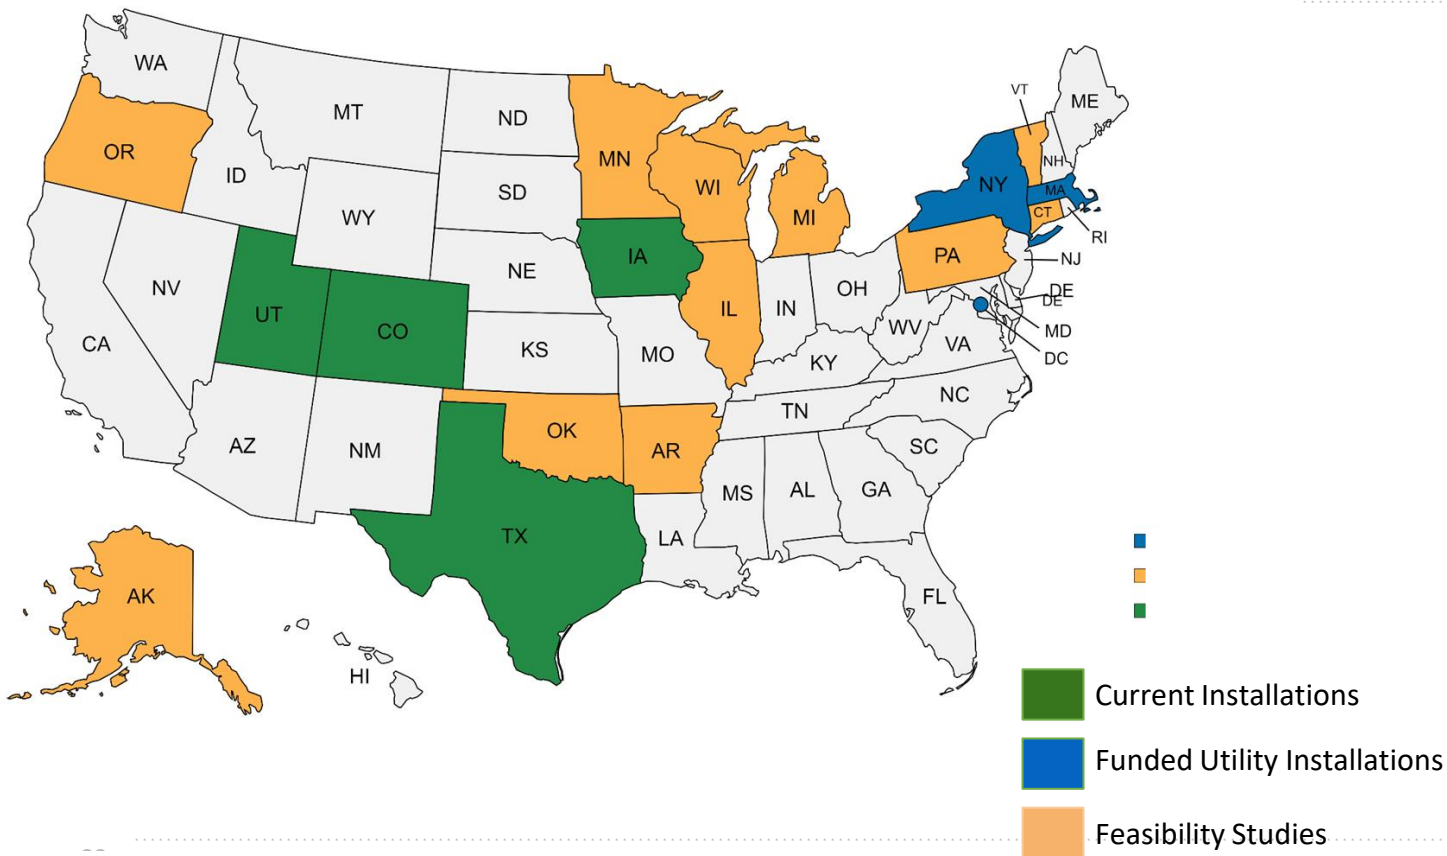 WA
VT
ME
MT
ND
OR
MN
NH
ID
SD
WI
NY
MA
MI
CT
WY
RI
IA
PA
NJ
NE
NV
OH
DE
DE
UT
IL
IN
CO
WV
MD
CA
KS
MO
VA
DC
KY
NC
TN
OK
AZ
NM
AR
SC
MS
AL
GA
TX
LA
AK
FL
HI
Current Installations
Funded Utility Installations
Feasibility Studies